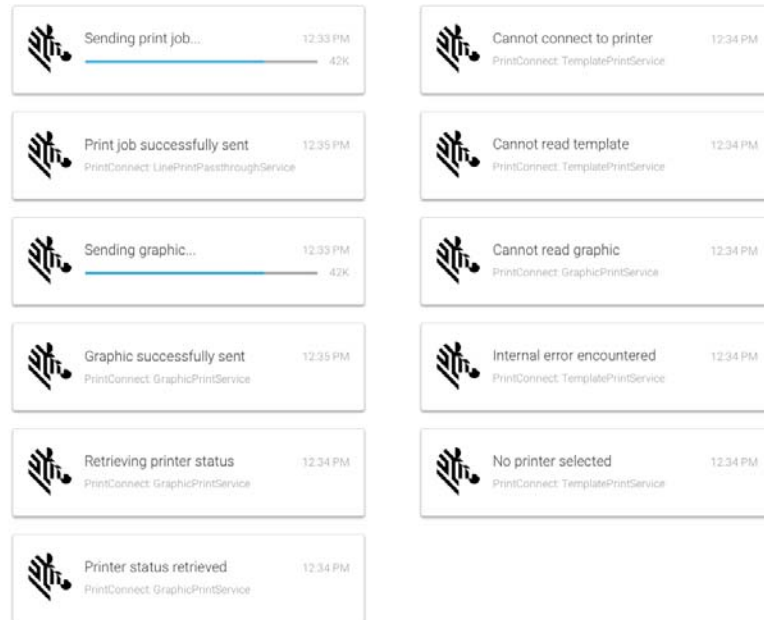 Sending print job...
12:33 PM
42K
Print job successfully sent
12:35 PM
PrintConnect: LinePrintPassthroughService
Sending graphic...
12:33 PM
42K
Graphic successfully sent
12:35 PM
PrintConnect: GraphicPrintService
Retrieving printer status
12:34 PM
PrintConnect: GraphicPrintService
Printer status retrieved
12:34 PM
PrintConnect: GraphicPrintService
Cannot connect to printer
12:34 PM
PrintConnect: TemplatePrintService
Cannot read template
12:34 PM
PrintConnect: TemplatePrintService
Cannot read graphic
12:34 PM
PrintConnect: GraphicPrintService
Internal error encountered
12:34 PM
PrintConnect: TemplatePrintService
No printer selected
12:34 PM
PrintConnect: TemplatePrintService